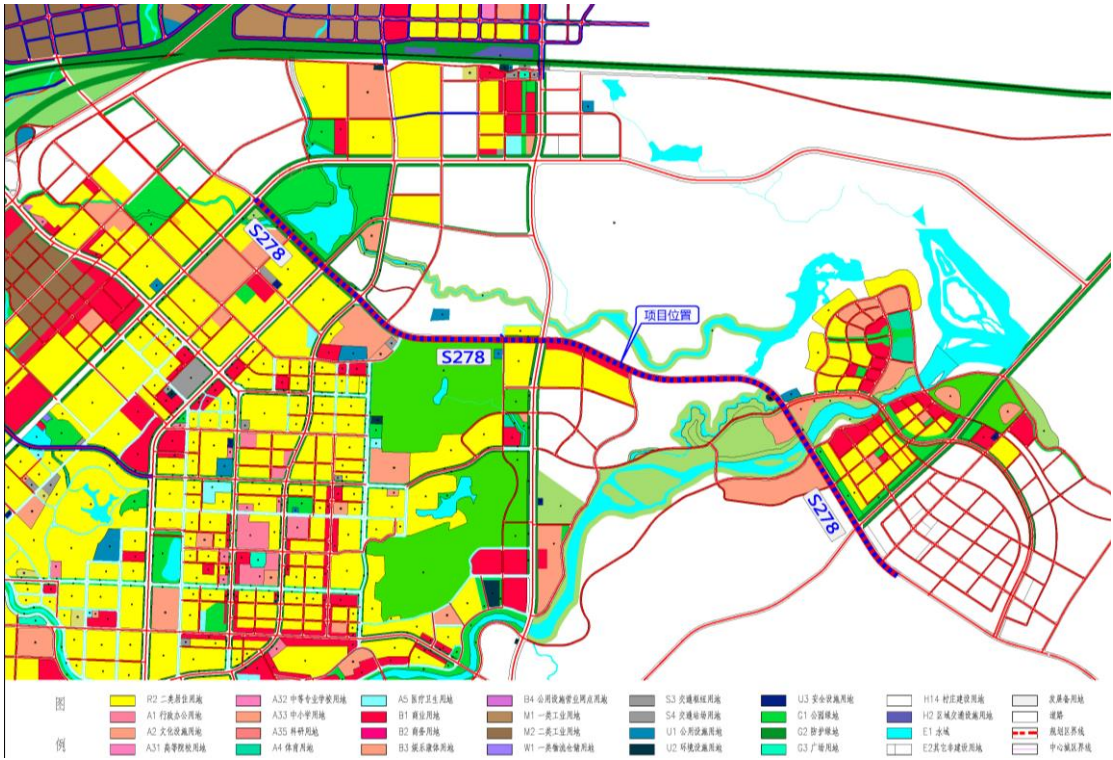 S278
项目位置
S278
S278
图
例
R2 二类居住用地
A1 行政办公用地
A2 文化设施用地
A31 高等院校用地
A32 中等专业学校用地
A33 中小学用地
A35 科研用地
A4 体育用地
A5 医疗卫生用地
B1 商业用地
B2 商务用地
B3 娱乐康体用地
B4 公用设施营业网点用地
M1 一类工业用地
M2 二类工业用地
W1 一类物流仓储用地
S3 交通枢纽用地
S4 交通站场用地
U1 公用设施用地
U2 环境设施用地
U3 安全设施用地
G1 公园绿地
G2 防护绿地
G3 广场用地
H14 村庄建设用地
H2 区域交通设施用地
E1 水域
E2其它非建设用地
发展备用地
道路
规划区界线
中心城区界线